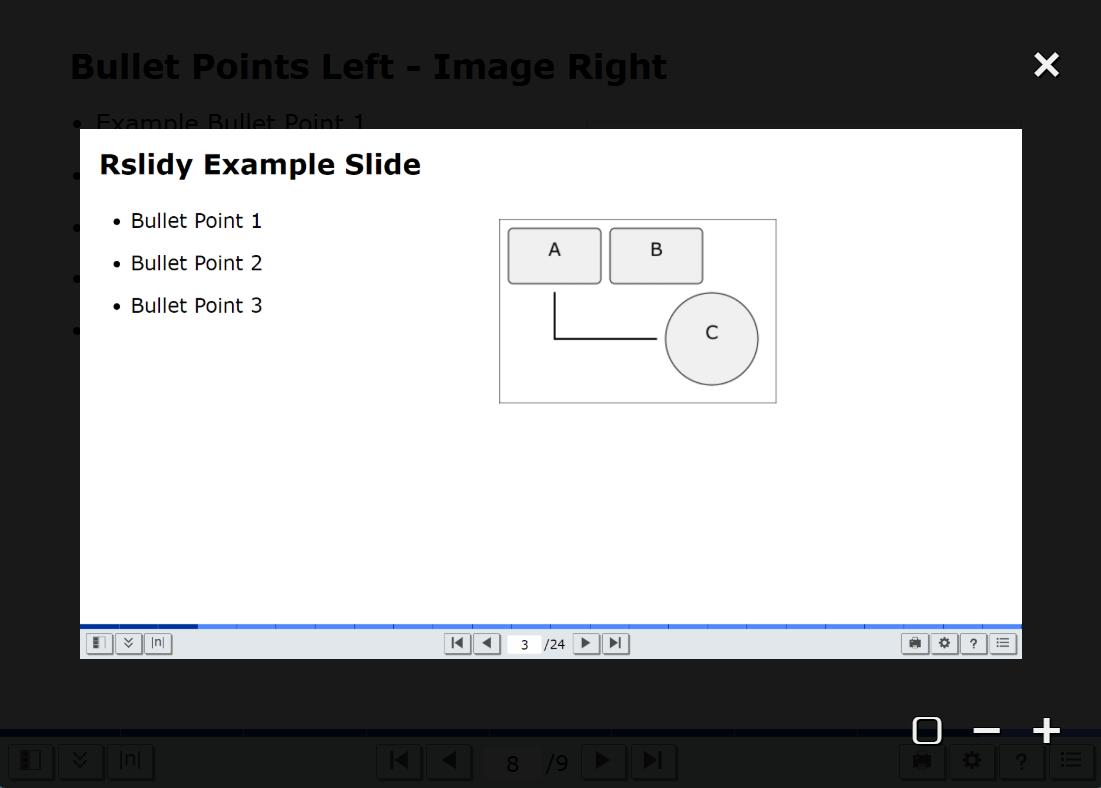 Bullet Points Left - Image Right
Example Bullet Point 1
Rslidy Example Slide
Bullet Point 1
Bullet Point 2
Bullet Point 3
A
B
C
|n|
3 /24
?
|n|
8 /9
?